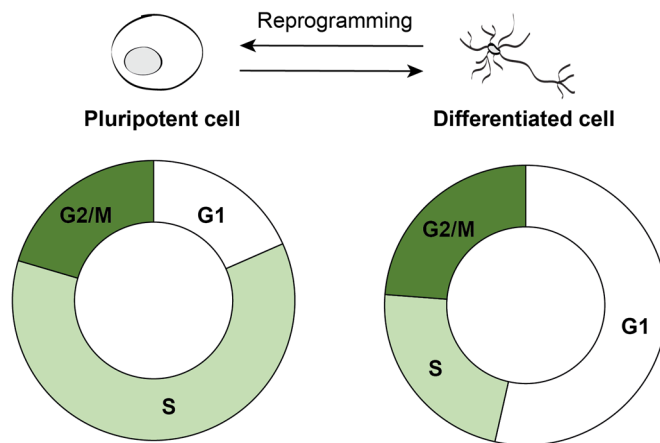 Reprogramming
Pluripotent cell
Differentiated cell
G2/M
G1
S
G2/M
G1
S